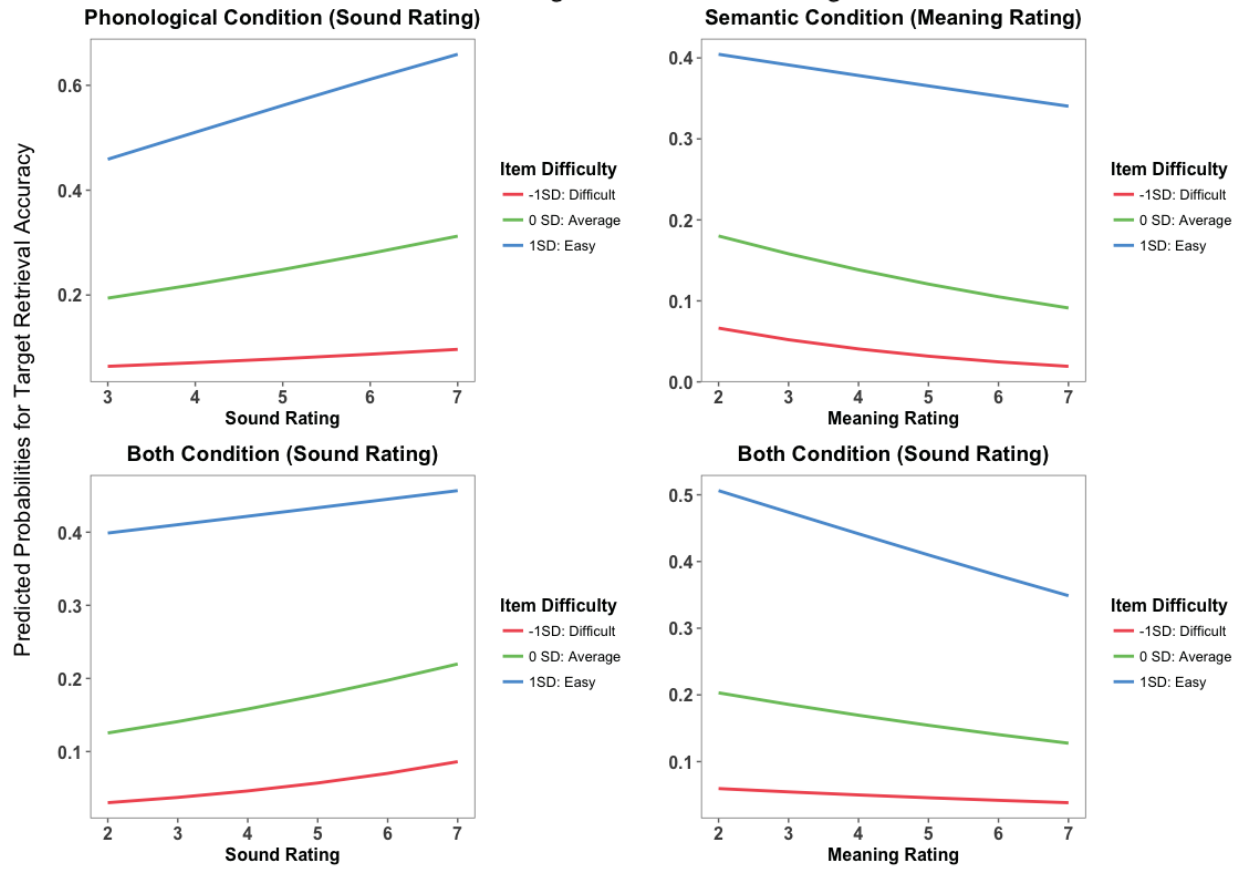 Phonological Condition (Sound Rating)
0.6
0.4
0.2
3 4 5 6 7
Sound Rating
Item Difficulty
-1SD: Difficult
0 SD: Average
1SD: Easy
Semantic Condition (Meaning Rating)
0.4
0.3
0.2
0.1
0.0
2 3 4 5 6 7
Meaning Rating
Item Difficulty
-1SD: Difficult
0 SD: Average
1SD: Easy
Predicted Probabilities for Target Retrieval Accuracy
Both Condition (Sound Rating)
0.4
0.3
0.2
0.1
2 3 4 5 6 7
Sound Rating
Item Difficulty
-1SD: Difficult
0 SD: Average
1SD: Easy
Both Condition (Sound Rating)
0.5
0.4
0.3
0.2
0.1
2 3 4 5 6 7
Meaning Rating
Item Difficulty
-1SD: Difficult
0 SD: Average
1SD: Easy